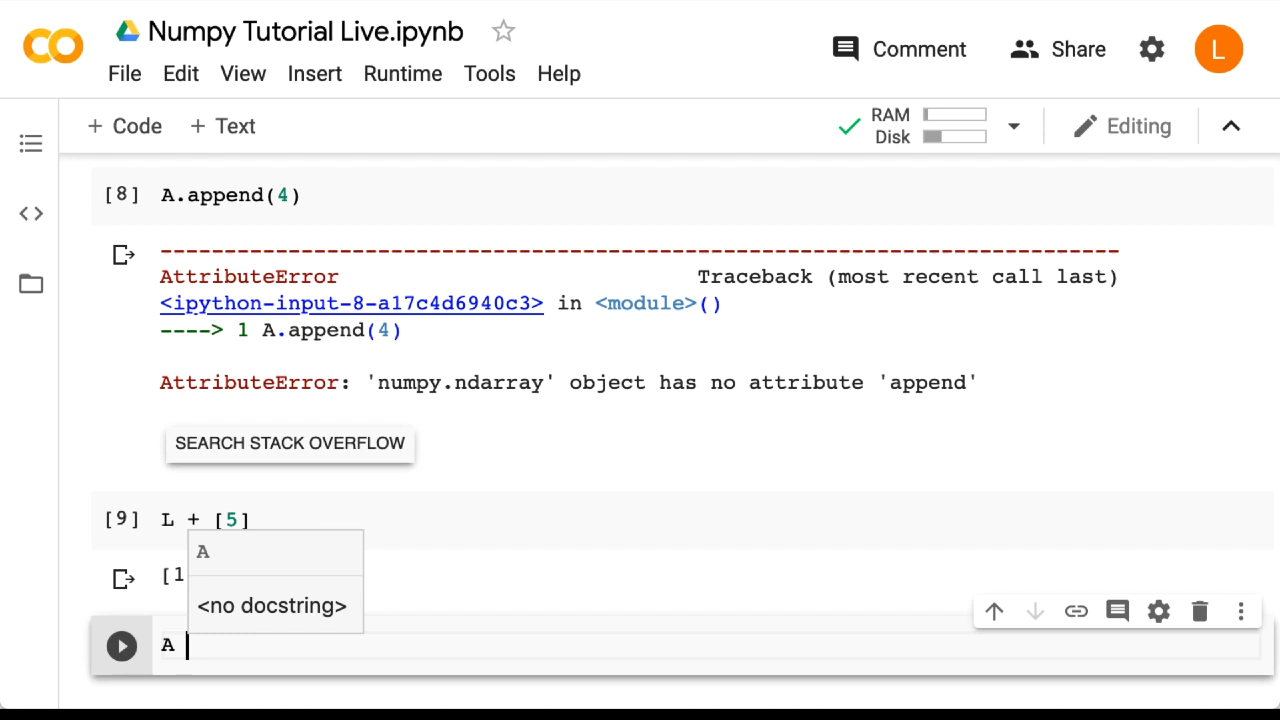 Numpy Tutorial Live.ipynb
File Edit View Insert Runtime Tools Help
Comment Share L
+ Code + Text
RAM
Disk
Editing
[8] A.append(4)
---------------------------------------------------------------------------
AttributeError Traceback (most recent call last)
<ipython-input-8-a17c4d6940c3> in <module>()
----> 1 A.append(4)
AttributeError: 'numpy.ndarray' object has no attribute 'append'
SEARCH STACK OVERFLOW
[9] L + [5]
A
[1
<no docstring>
A